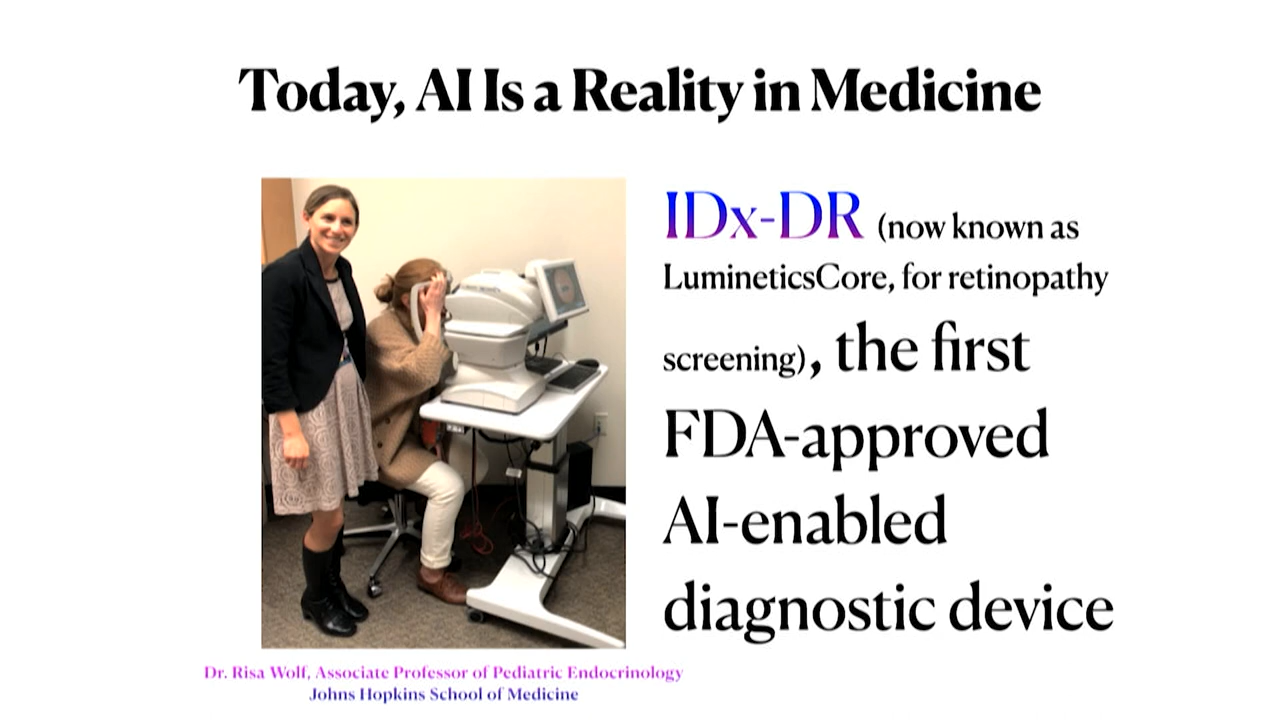 Today, AI Is a Reality in Medicine
IDx-DR (now known as
LumineticsCore, for retinopathy
screening), the first
FDA-approved
AI-enabled
diagnostic device
Dr. Risa Wolf, Associate Professor of Pediatric Endocrinology
Johns Hopkins School of Medicine